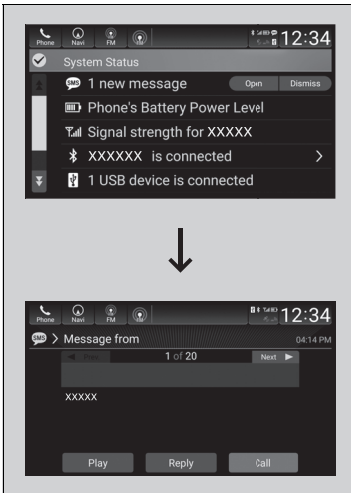 Phone Navi FM 12:34
System Status
SMS 1 new message Open Dismiss
Phone's Battery Power Level
Signal strength for XXXXX
XXXXXX is connected >
1 USB device is connected
Phone Navi FM 12:34
SMS > Message from 04:14 PM
Prev 1 of 20 Next
XXXXX
Play Reply Call